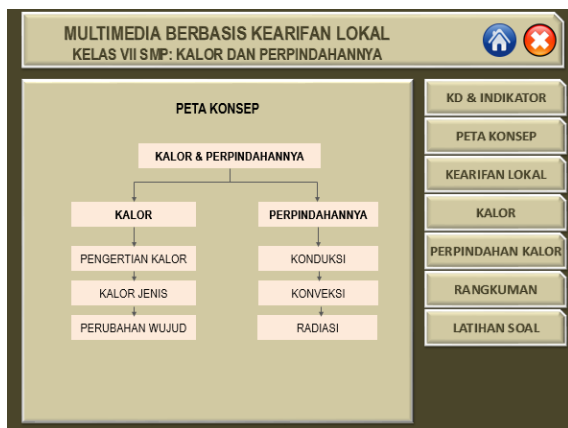 MULTIMEDIA BERBASIS KEARIFAN LOKAL
KELAS VII SMP: KALOR DAN PERPINDAHANNYA
PETA KONSEP
KALOR & PERPINDAHANNYA
KALOR
PERPINDAHANNYA
PENGERTIAN KALOR
KONDUKSI
KALOR JENIS
KONVEKSI
PERUBAHAN WUJUD
RADIASI
KD & INDIKATOR
PETA KONSEP
KEARIFAN LOKAL
KALOR
PERPINDAHAN KALOR
RANGKUMAN
LATIHAN SOAL